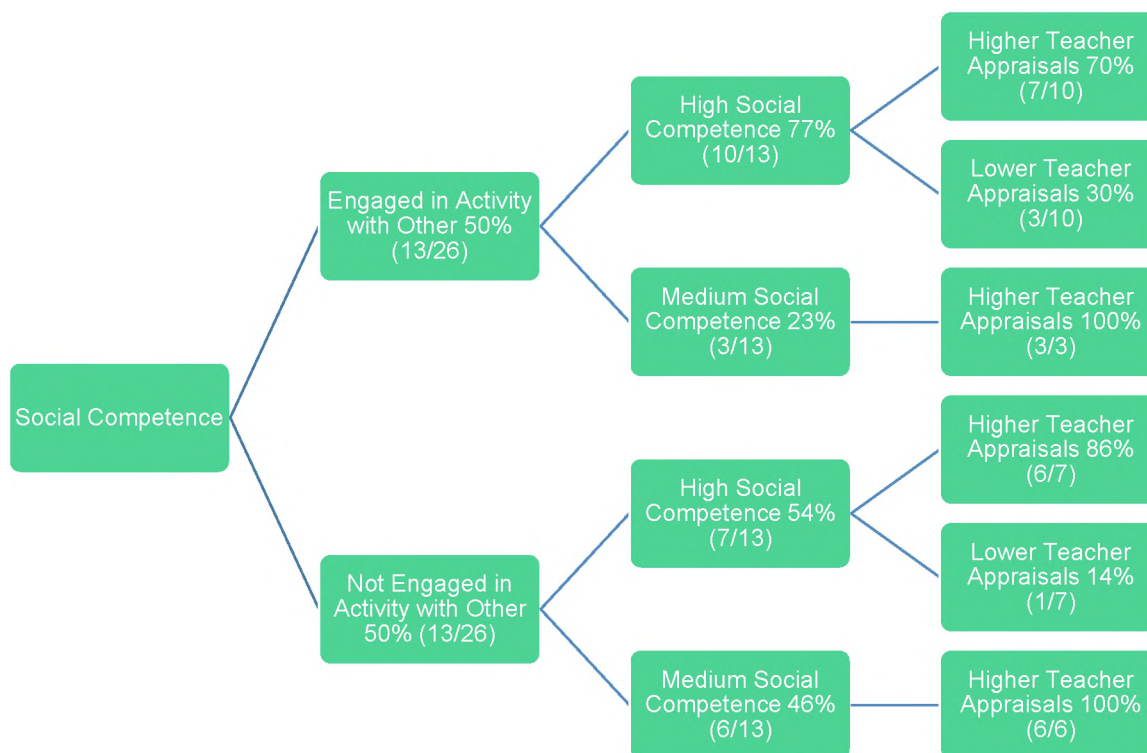 Social Competence
Engaged in Activity
with Other 50%
(13/26)
High Social
Competence 77%
(10/13)
Higher Teacher
Appraisals 70%
(7/10)
Lower Teacher
Appraisals 30%
(3/10)
Medium Social
Competence 23%
(3/13)
Higher Teacher
Appraisals 100%
(3/3)
Not Engaged in
Activity with Other
50% (13/26)
High Social
Competence 54%
(7/13)
Higher Teacher
Appraisals 86%
(6/7)
Lower Teacher
Appraisals 14%
(1/7)
Medium Social
Competence 46%
(6/13)
Higher Teacher
Appraisals 100%
(6/6)